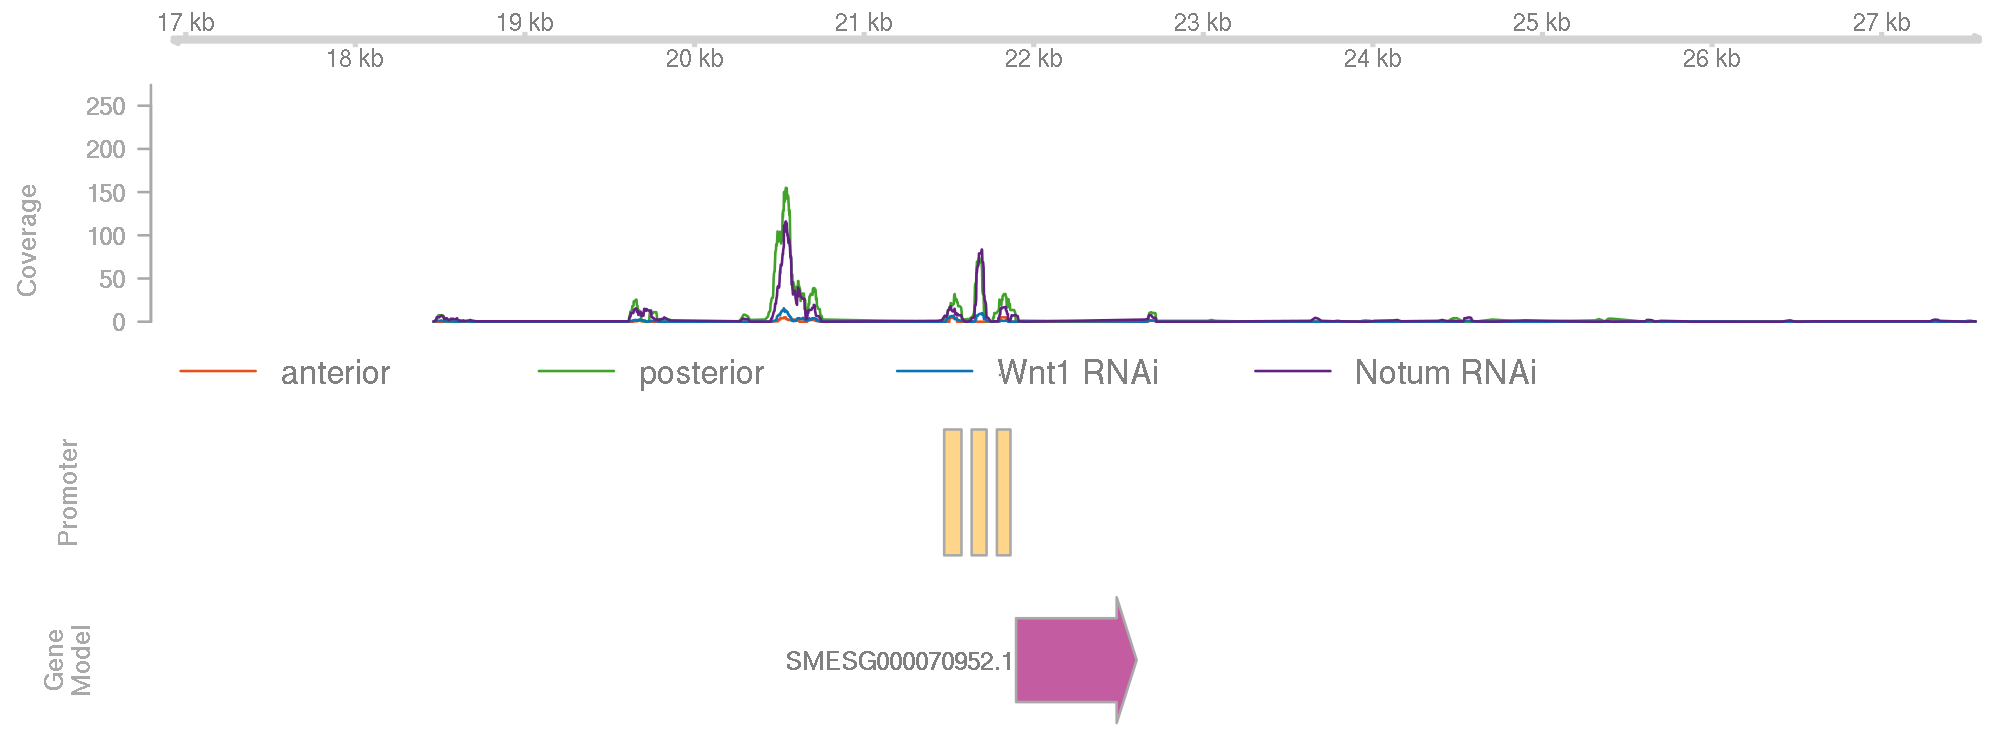 17 kb 19 kb 21 kb 23 kb 25 kb 27 kb
18 kb 20 kb 22 kb 24 kb 26 kb
Coverage
250
200
150
100
50
0
anterior posterior Wnt1 RNAi Notum RNAi
Promoter
Gene
Model
SMESG000070952.1